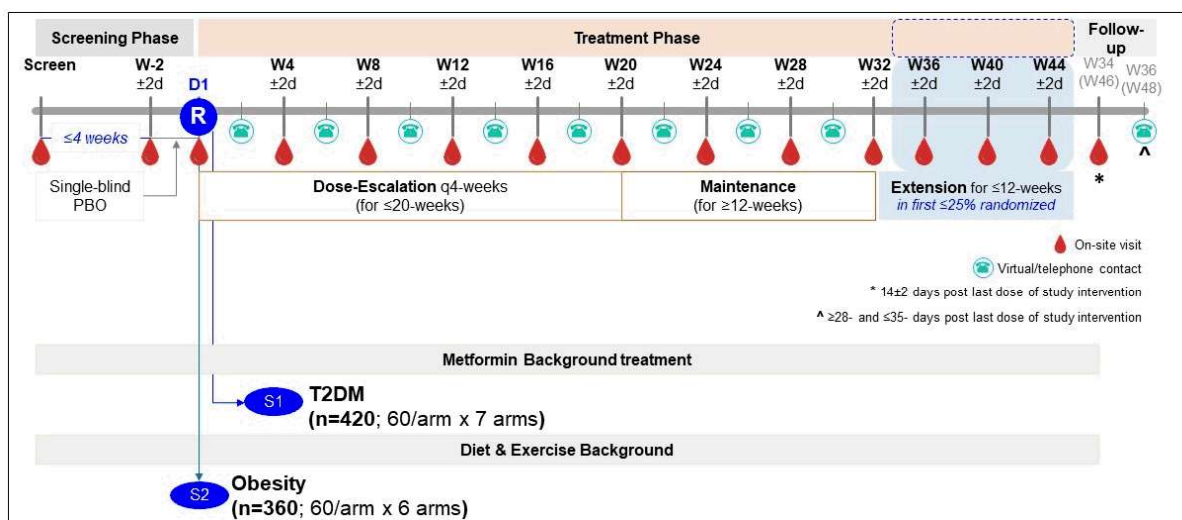 Screening Phase
Treatment Phase
Follow-up
Screen W-2 ±2d D1 W4 ±2d W8 ±2d W12 ±2d W16 ±2d W20 ±2d W24 ±2d W28 ±2d W32 ±2d W36 ±2d W40 ±2d W44 ±2d W34 (W46) W36 (W48)
R
≤4 weeks
*
^
Single-blind
PBO
Dose-Escalation q4-weeks
(for ≤20-weeks)
Maintenance
(for ≥12-weeks)
Extension for ≤12-weeks
in first ≤25% randomized
On-site visit
Virtual/telephone contact
* 14±2 days post last dose of study intervention
^ ≥28- and ≤35- days post last dose of study intervention
Metformin Background treatment
S1
T2DM
(n=420; 60/arm x 7 arms)
Diet & Exercise Background
S2
Obesity
(n=360; 60/arm x 6 arms)